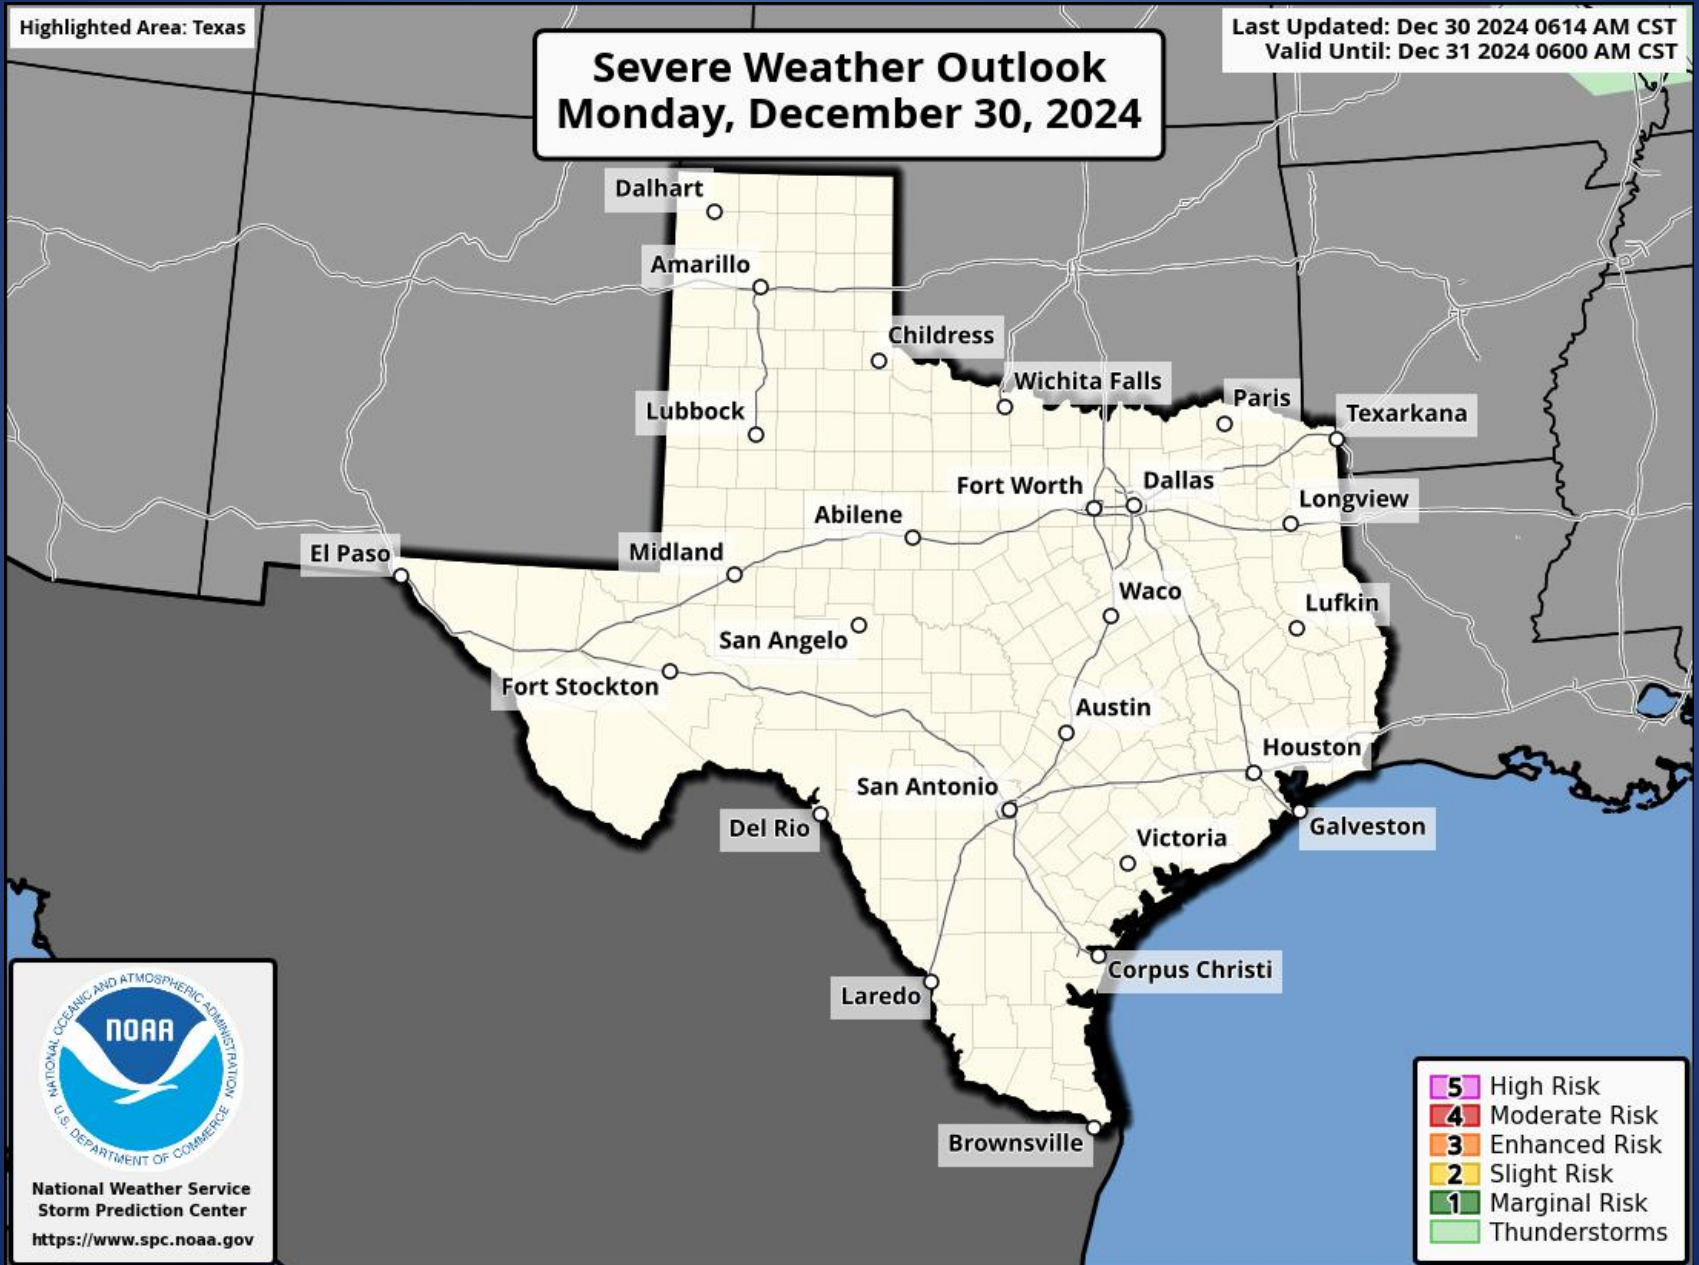 Highlighted Area: Texas
Severe Weather Outlook
Monday, December 30, 2024
Last Updated: Dec 30 2024 0614 AM CST
Valid Until: Dec 31 2024 0600 AM CST
Dalhart
Amarillo
Childress
Wichita Falls
Paris
Texarkana
Lubbock
Fort Worth
Dallas
Longview
Abilene
El Paso
Midland
Waco
Lufkin
San Angelo
Fort Stockton
Austin
Houston
San Antonio
Del Rio
Galveston
Victoria
Corpus Christi
Laredo
Brownsville
NATIONAL OCEANIC AND ATMOSPHERIC ADMINISTRATION
NOAA
U.S. DEPARTMENT OF COMMERCE
National Weather Service
Storm Prediction Center
https://www.spc.noaa.gov
5 High Risk
4 Moderate Risk
3 Enhanced Risk
2 Slight Risk
1 Marginal Risk
Thunderstorms